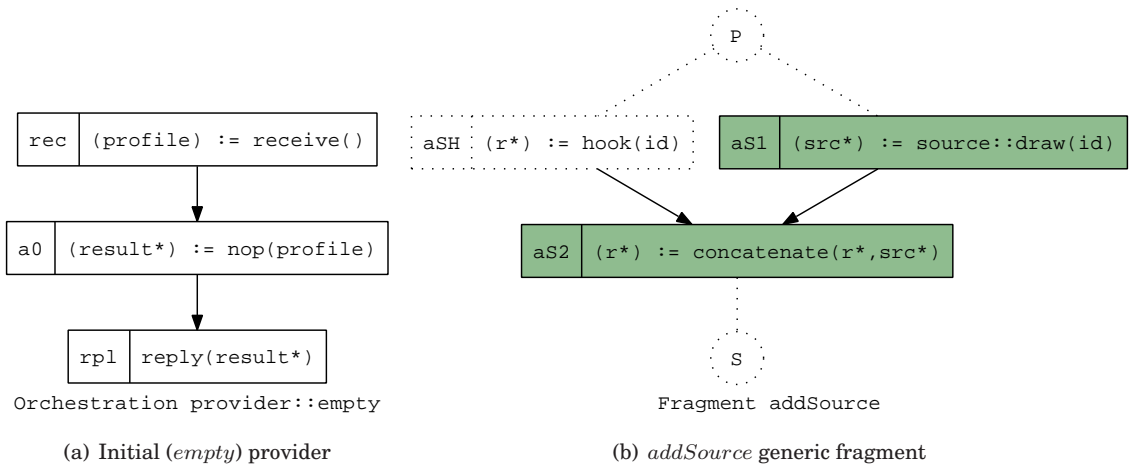 rec (profile) := receive()
a0 (result*) := nop(profile)
rpl reply(result*)
Orchestration provider::empty
(a) Initial (empty) provider
P
aSH (r*) := hook(id)
aS1 (src*) := source::draw(id)
aS2 (r*) := concatenate(r*,src*)
S
Fragment addSource
(b) addSource generic fragment